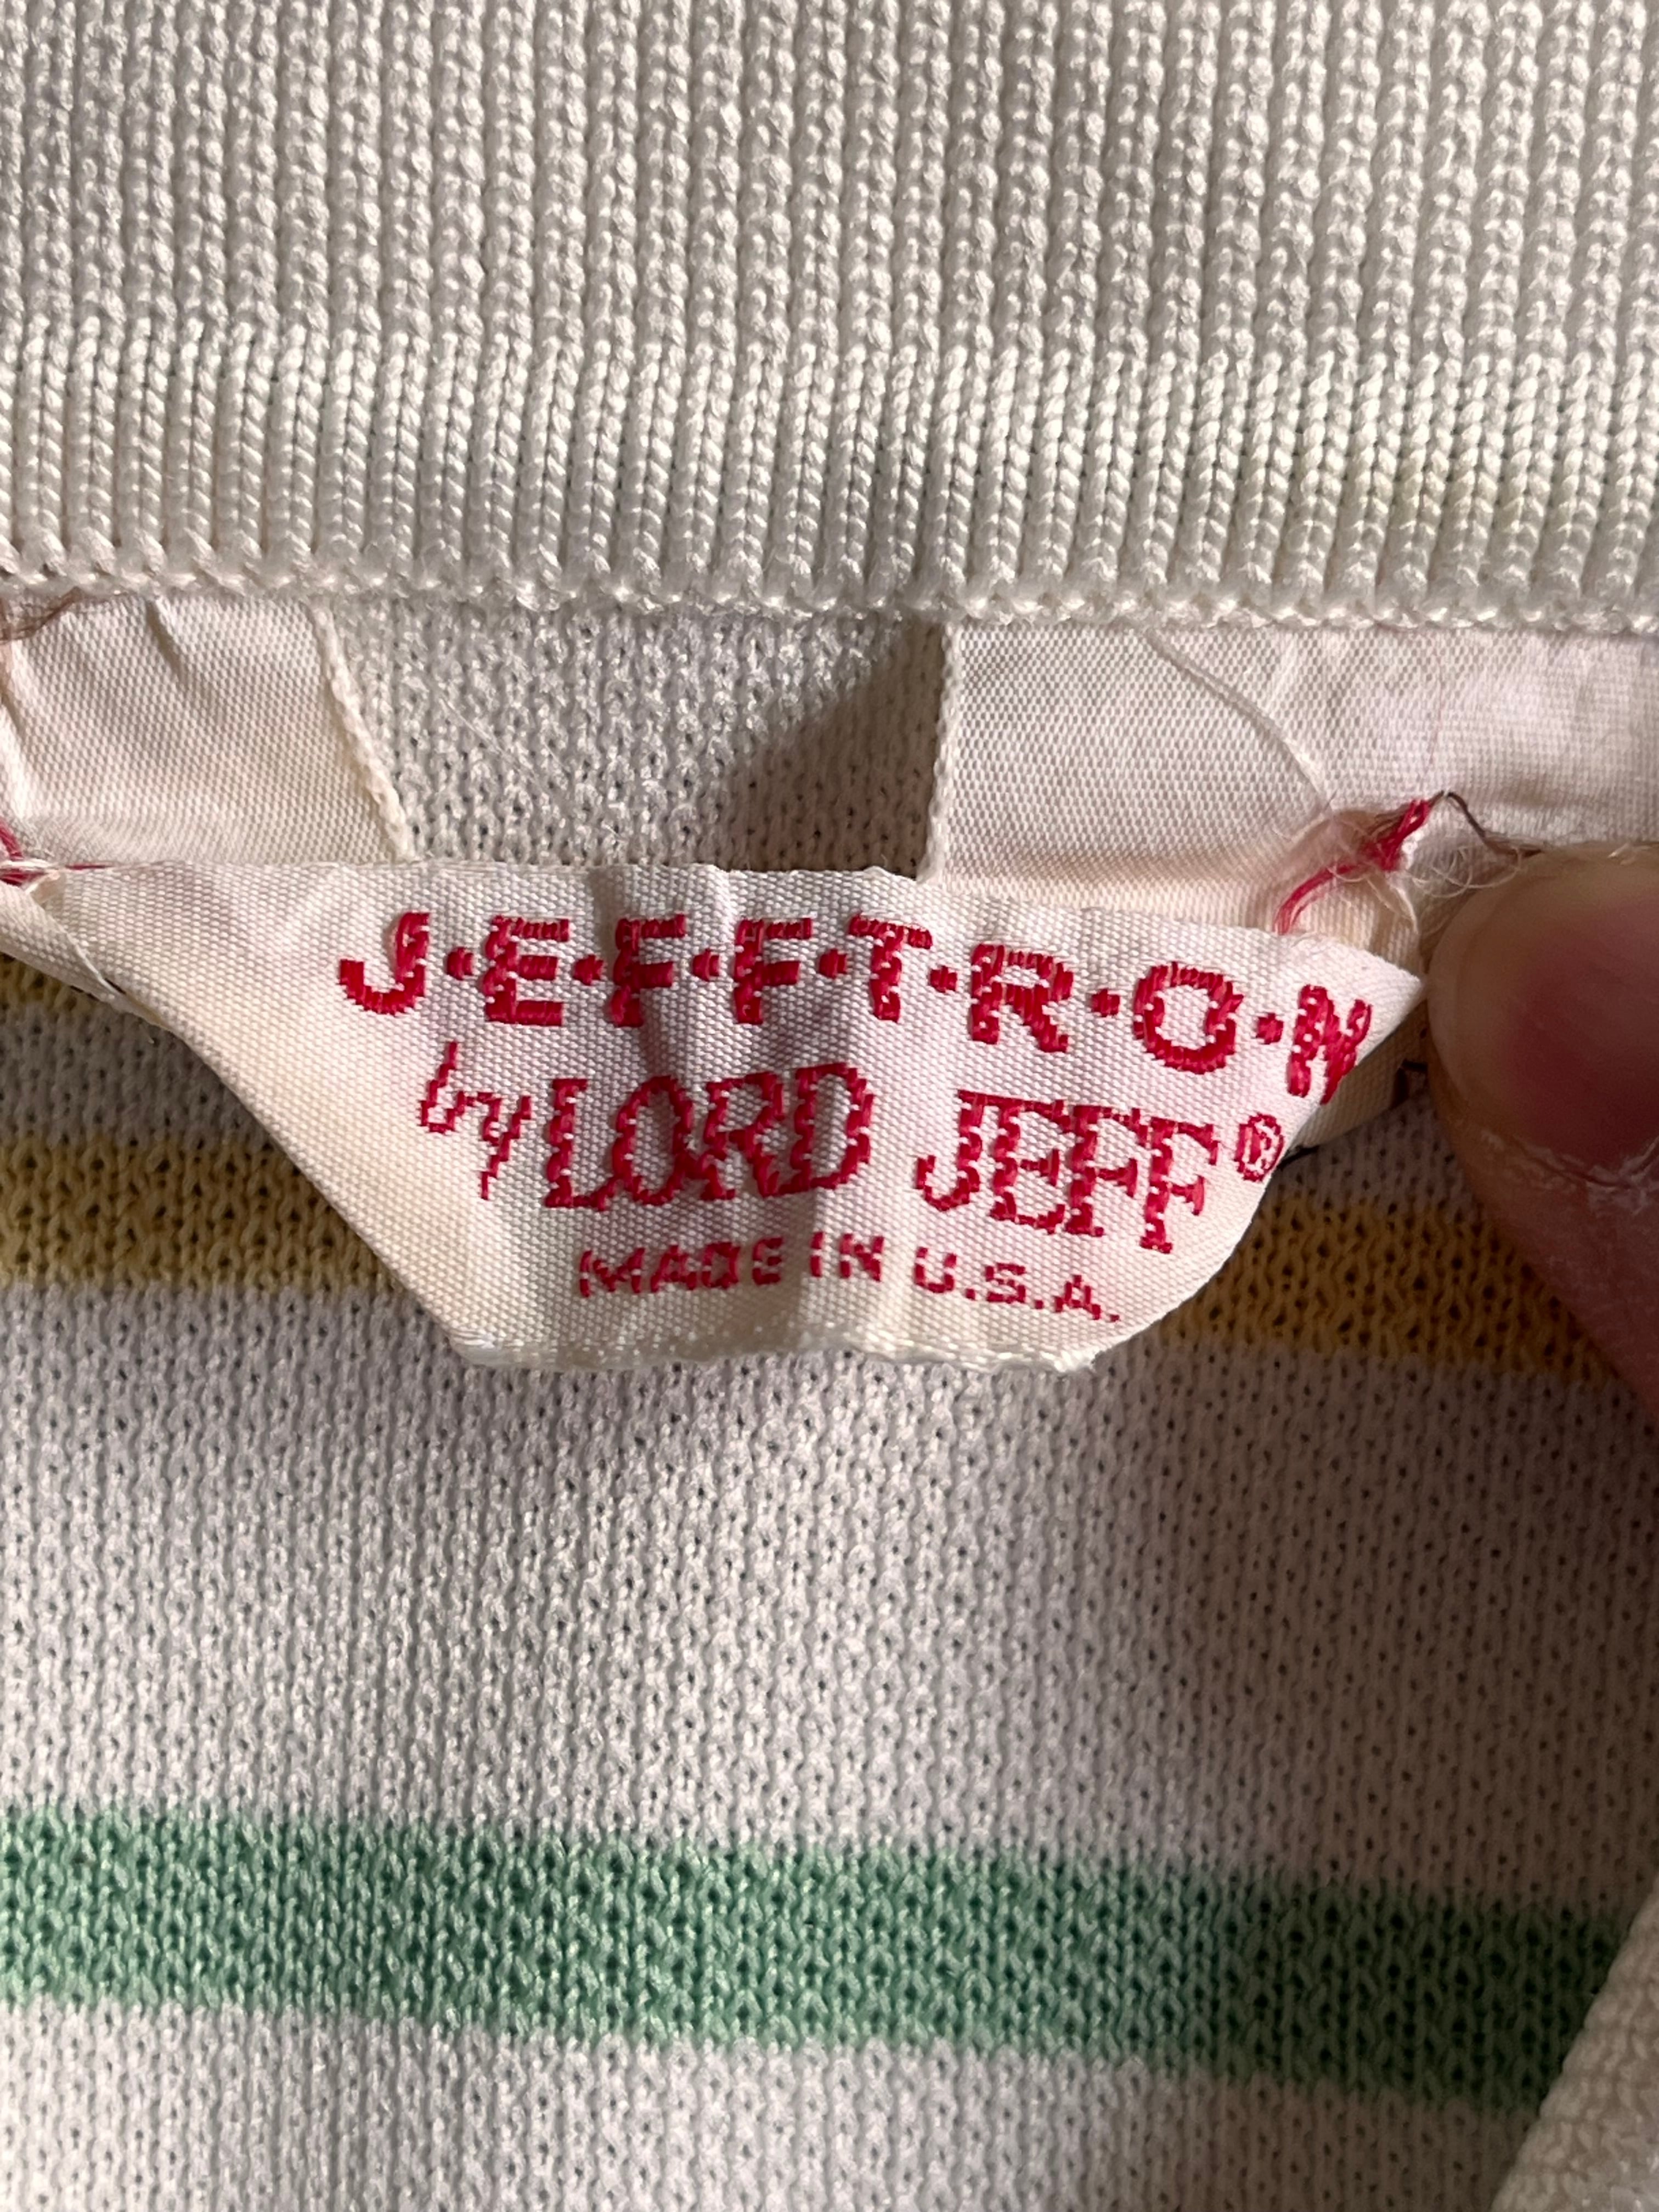 J·E·F·F·T·R·O·N
by LORD JEFF®
MADE IN U.S.A.